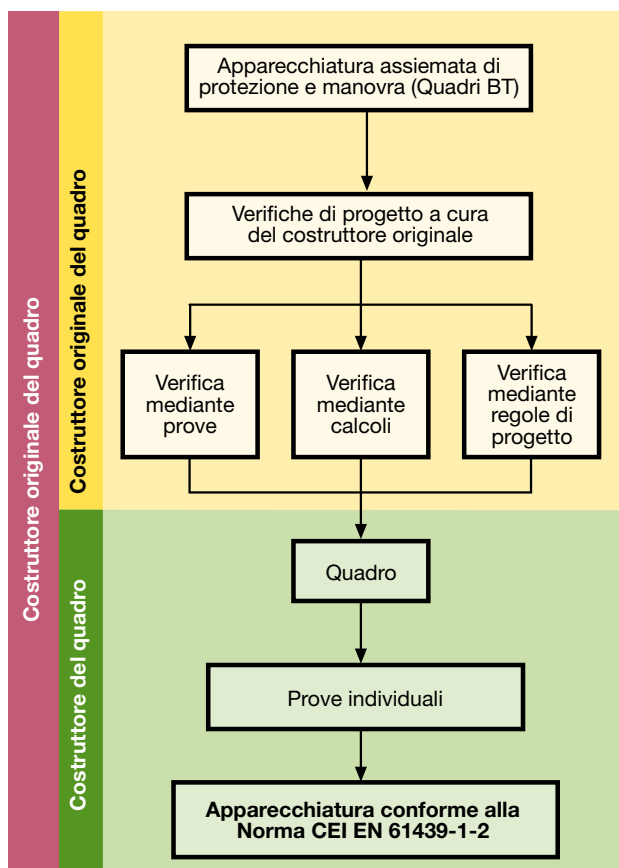 Costruttore originale del quadro
Costruttore originale del quadro
Apparecchiatura assiemata di
protezione e manovra (Quadri BT)
Verifiche di progetto a cura
del costruttore originale
Verifica
mediante
prove
Verifica
mediante
calcoli
Verifica
mediante
regole di
progetto
Costruttore del quadro
Quadro
Prove individuali
Apparecchiatura conforme alla
Norma CEI EN 61439-1-2